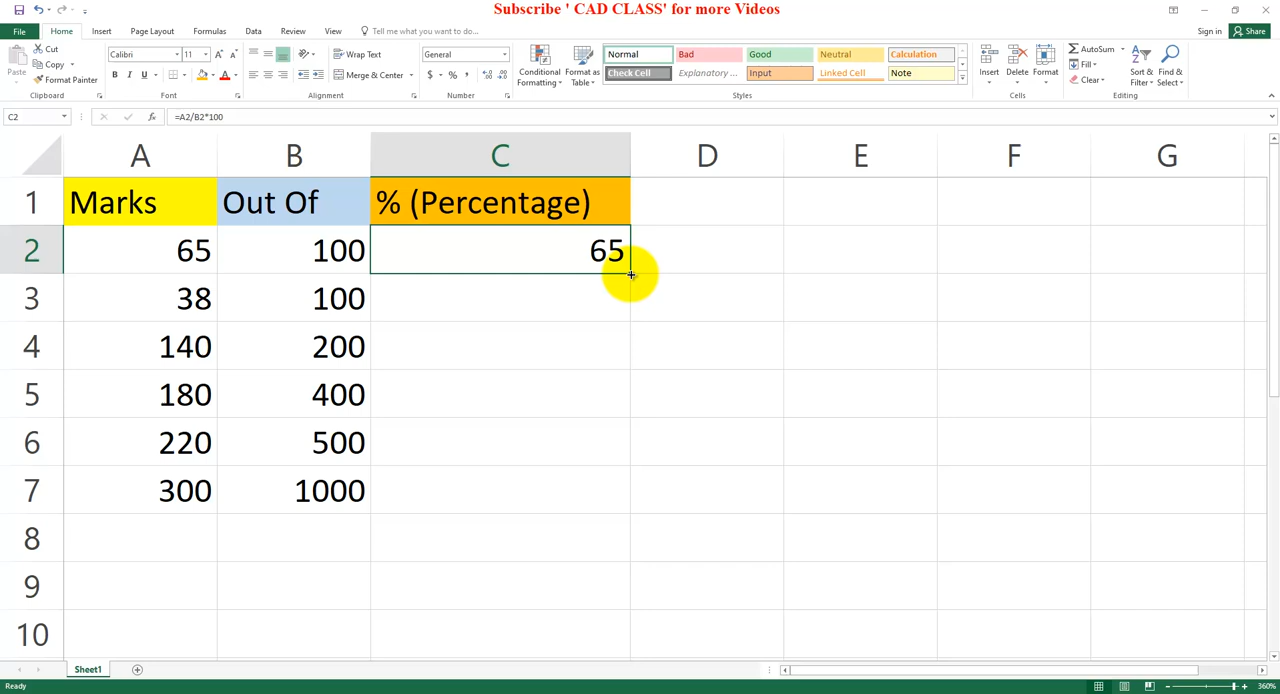 Subscribe ' CAD CLASS' for more Videos
File Home Insert Page Layout Formulas Data Review View Tell me what you want to do... Sign in Share
Paste Cut Calibri 11 Wrap Text General Normal Bad Good Neutral Calculation AutoSum
Copy Conditional Formatting Format as Table Insert Delete Format Fill Sort & Filter Find & Select
Format Painter B I U Merge & Center $ % , Check Cell Explanatory ... Input Linked Cell Note Clear
Clipboard Font Alignment Number Styles Cells Editing
C2 fx =A2/B2*100
A B C D E F G
1 Marks Out Of % (Percentage)
2 65 100 65
3 38 100
4 140 200
5 180 400
6 220 500
7 300 1000
8
9
10
Sheet1
Ready 360%